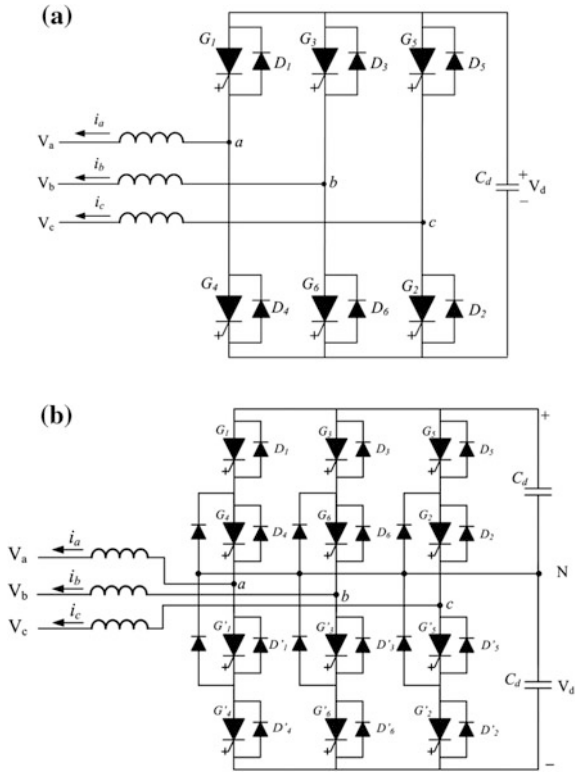 (a)
G1 D1 G3 D3 G5 D5
ia
Va a
ib
Vb b
ic
Vc c
Cd + Vd −
G4 D4 G6 D6 G2 D2
+ + + + + +
(b)
+
G1 D1 G3 D3 G5 D5
Cd
G4 D4 G6 D6 G2 D2
ia
Va a
N
ib
Vb b
ic
Vc c
G'1 D'1 G'3 D'3 G'5 D'5
Cd Vd
G'4 D'4 G'6 D'6 G'2 D'2
−